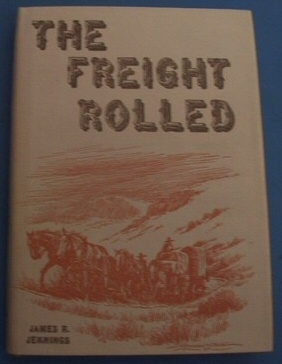 THE
FREIGHT
ROLLED
JAMES R.
JENNINGS